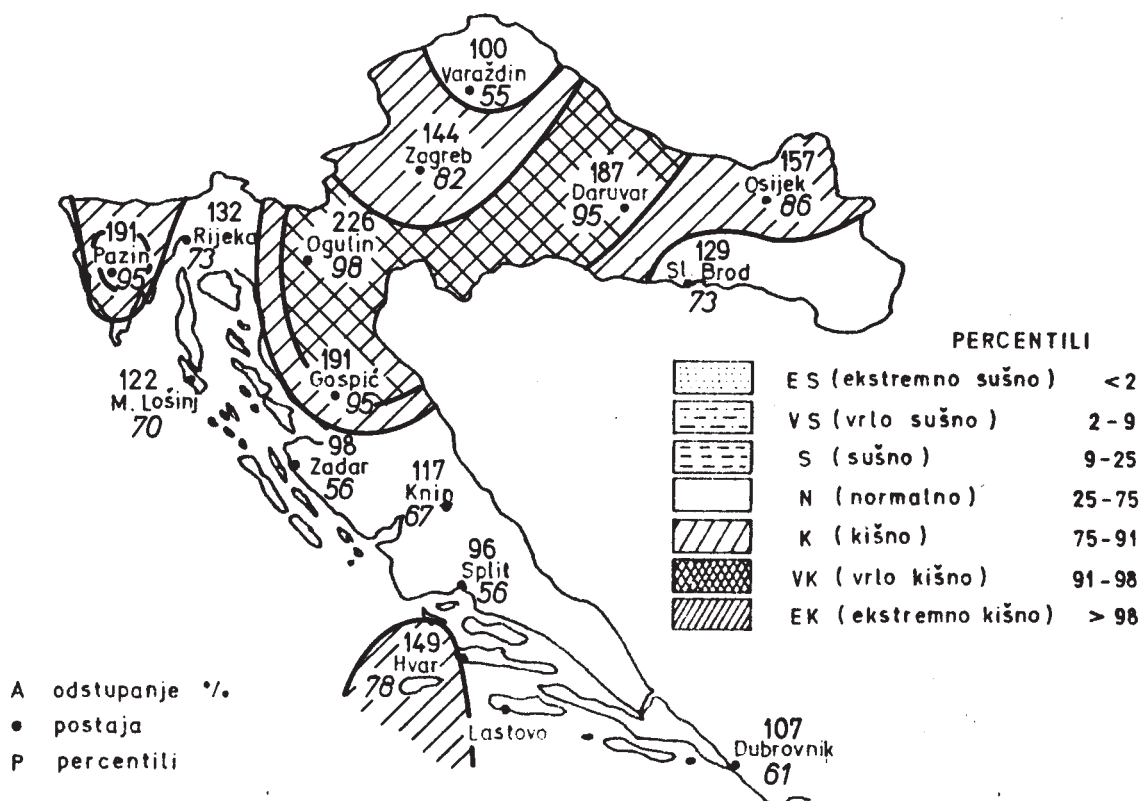 100
Varaždin
55
144
Zagreb
82
187
Daruvar
95
157
Osijek
86
191
Pazin
95
132
Rijeka
73
226
Ogulin
98
129
Sl. Brod
73
191
Gospić
95
122
M. Lošinj
70
98
Zadar
56
117
Knin
67
96
Split
56
149
Hvar
78
Lastovo
107
Dubrovnik
61
PERCENTILI
ES (ekstremno sušno) <2
VS (vrlo sušno) 2-9
S (sušno) 9-25
N (normalno) 25-75
K (kišno) 75-91
VK (vrlo kišno) 91-98
EK (ekstremno kišno) >98
A odstupanje %
postaja
P percentili